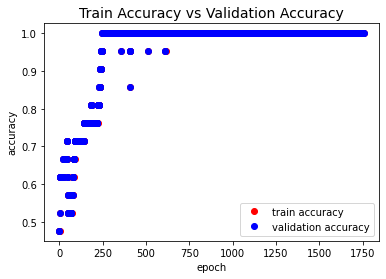 Train Accuracy vs Validation Accuracy
1.0
0.9
0.8
0.7
0.6
0.5
accuracy
train accuracy
validation accuracy
0 250 500 750 1000 1250 1500 1750
epoch